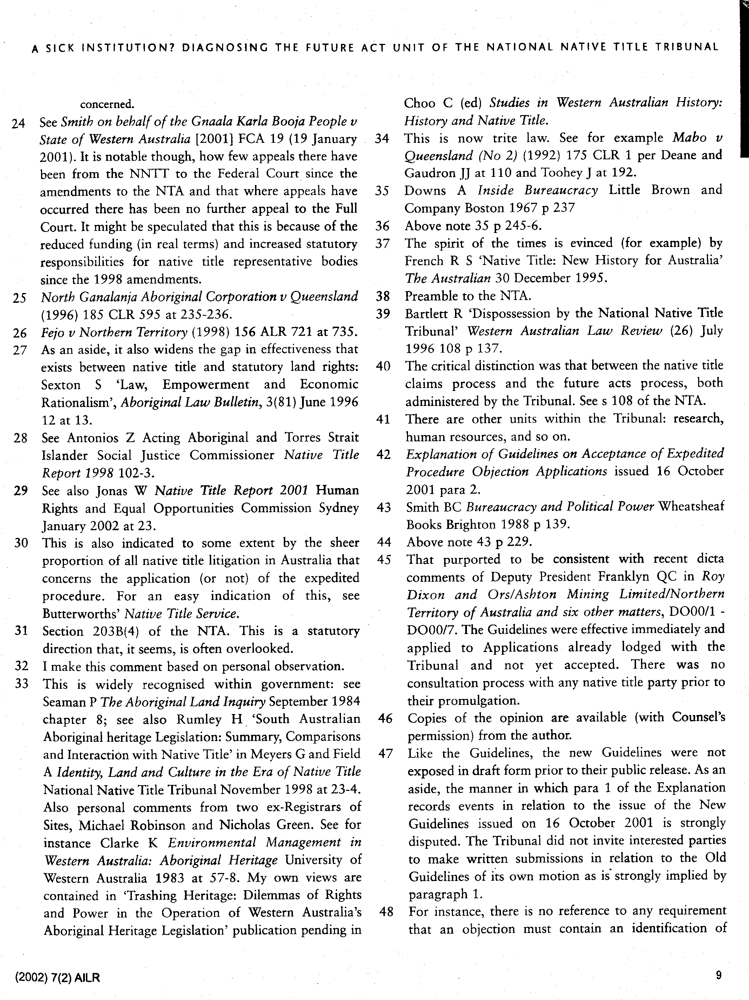 A SICK INSTITUTION? DIAGNOSING THE FUTURE ACT UNIT OF THE NATIONAL NATIVE TITLE TRIBUNAL
concerned.
24 See Smith on behalf of the Gnaala Karla Booja People v
State of Western Australia [2001] FCA 19 (19 January
2001). It is notable though, how few appeals there have
been from the NNTT to the Federal Court since the
amendments to the NTA and that where appeals have
occurred there has been no further appeal to the Full
Court. It might be speculated that this is because of the
reduced funding (in real terms) and increased statutory
responsibilities for native title representative bodies
since the 1998 amendments.
25 North Ganalanja Aboriginal Corporation v Queensland
(1996) 185 CLR 595 at 235-236.
26 Fejo v Northern Territory (1998) 156 ALR 721 at 735.
27 As an aside, it also widens the gap in effectiveness that
exists between native title and statutory land rights:
Sexton S ‘Law, Empowerment and Economic
Rationalism’, Aboriginal Law Bulletin, 3(81) June 1996
12 at 13.
28 See Antonios Z Acting Aboriginal and Torres Strait
Islander Social Justice Commissioner Native Title
Report 1998 102-3.
29 See also Jonas W Native Title Report 2001 Human
Rights and Equal Opportunities Commission Sydney
January 2002 at 23.
30 This is also indicated to some extent by the sheer
proportion of all native title litigation in Australia that
concerns the application (or not) of the expedited
procedure. For an easy indication of this, see
Butterworths’ Native Title Service.
31 Section 203B(4) of the NTA. This is a statutory
direction that, it seems, is often overlooked.
32 I make this comment based on personal observation.
33 This is widely recognised within government: see
Seaman P The Aboriginal Land Inquiry September 1984
chapter 8; see also Rumley H ‘South Australian
Aboriginal heritage Legislation: Summary, Comparisons
and Interaction with Native Title’ in Meyers G and Field
A Identity, Land and Culture in the Era of Native Title
National Native Title Tribunal November 1998 at 23-4.
Also personal comments from two ex-Registrars of
Sites, Michael Robinson and Nicholas Green. See for
instance Clarke K Environmental Management in
Western Australia: Aboriginal Heritage University of
Western Australia 1983 at 57-8. My own views are
contained in ‘Trashing Heritage: Dilemmas of Rights
and Power in the Operation of Western Australia’s
Aboriginal Heritage Legislation’ publication pending in
Choo C (ed) Studies in Western Australian History:
History and Native Title.
34 This is now trite law. See for example Mabo v
Queensland (No 2) (1992) 175 CLR 1 per Deane and
Gaudron JJ at 110 and Toohey J at 192.
35 Downs A Inside Bureaucracy Little Brown and
Company Boston 1967 p 237
36 Above note 35 p 245-6.
37 The spirit of the times is evinced (for example) by
French R S ‘Native Title: New History for Australia’
The Australian 30 December 1995.
38 Preamble to the NTA.
39 Bartlett R ‘Dispossession by the National Native Title
Tribunal’ Western Australian Law Review (26) July
1996 108 p 137.
40 The critical distinction was that between the native title
claims process and the future acts process, both
administered by the Tribunal. See s 108 of the NTA.
41 There are other units within the Tribunal: research,
human resources, and so on.
42 Explanation of Guidelines on Acceptance of Expedited
Procedure Objection Applications issued 16 October
2001 para 2.
43 Smith BC Bureaucracy and Political Power Wheatsheaf
Books Brighton 1988 p 139.
44 Above note 43 p 229.
45 That purported to be consistent with recent dicta
comments of Deputy President Franklyn QC in Roy
Dixon and Ors/Ashton Mining Limited/Northern
Territory of Australia and six other matters, DO00/1 -
DO00/7. The Guidelines were effective immediately and
applied to Applications already lodged with the
Tribunal and not yet accepted. There was no
consultation process with any native title party prior to
their promulgation.
46 Copies of the opinion are available (with Counsel’s
permission) from the author.
47 Like the Guidelines, the new Guidelines were not
exposed in draft form prior to their public release. As an
aside, the manner in which para 1 of the Explanation
records events in relation to the issue of the New
Guidelines issued on 16 October 2001 is strongly
disputed. The Tribunal did not invite interested parties
to make written submissions in relation to the Old
Guidelines of its own motion as is strongly implied by
paragraph 1.
48 For instance, there is no reference to any requirement
that an objection must contain an identification of
(2002) 7(2) AILR
9